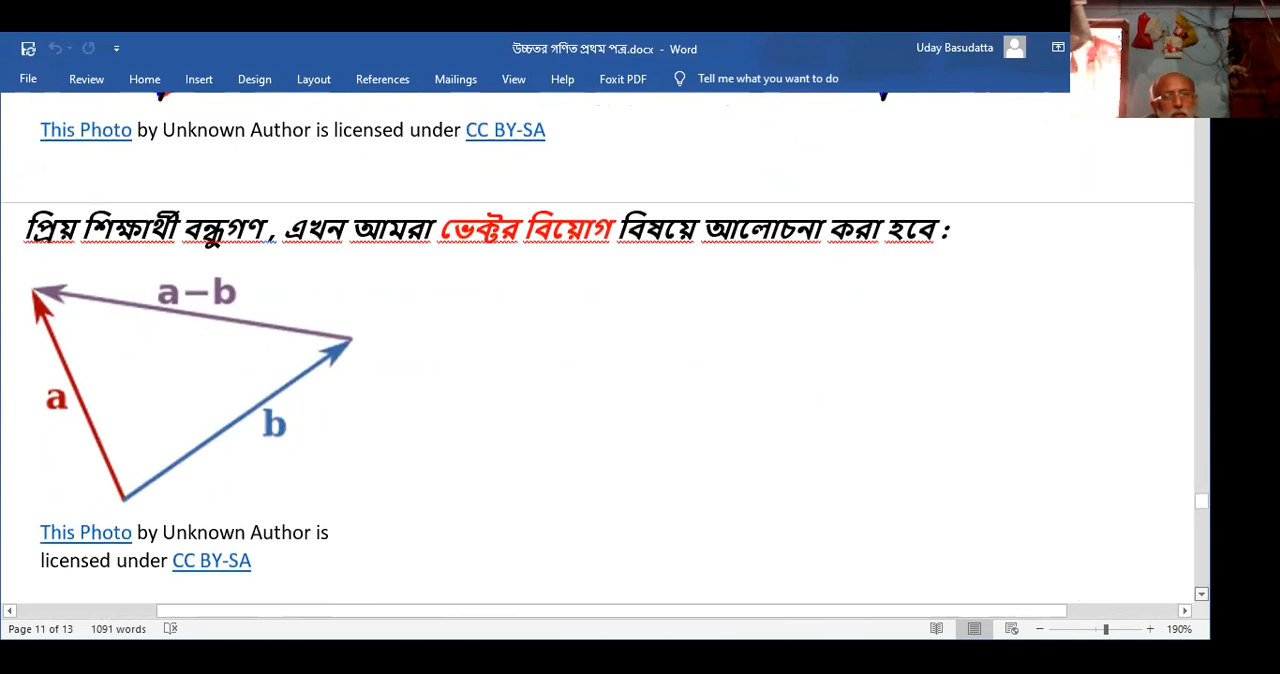 উচ্চতর গণিত প্রথম পত্র.docx - Word
Uday Basudatta
File Review Home Insert Design Layout References Mailings View Help Foxit PDF Tell me what you want to do
This Photo by Unknown Author is licensed under CC BY-SA
প্রিয় শিক্ষার্থী বন্ধুগণ , এখন আমরা ভেক্টর বিয়োগ বিষয়ে আলোচনা করা হবে :
a−b
a
b
This Photo by Unknown Author is
licensed under CC BY-SA
Page 11 of 13 1091 words
190%